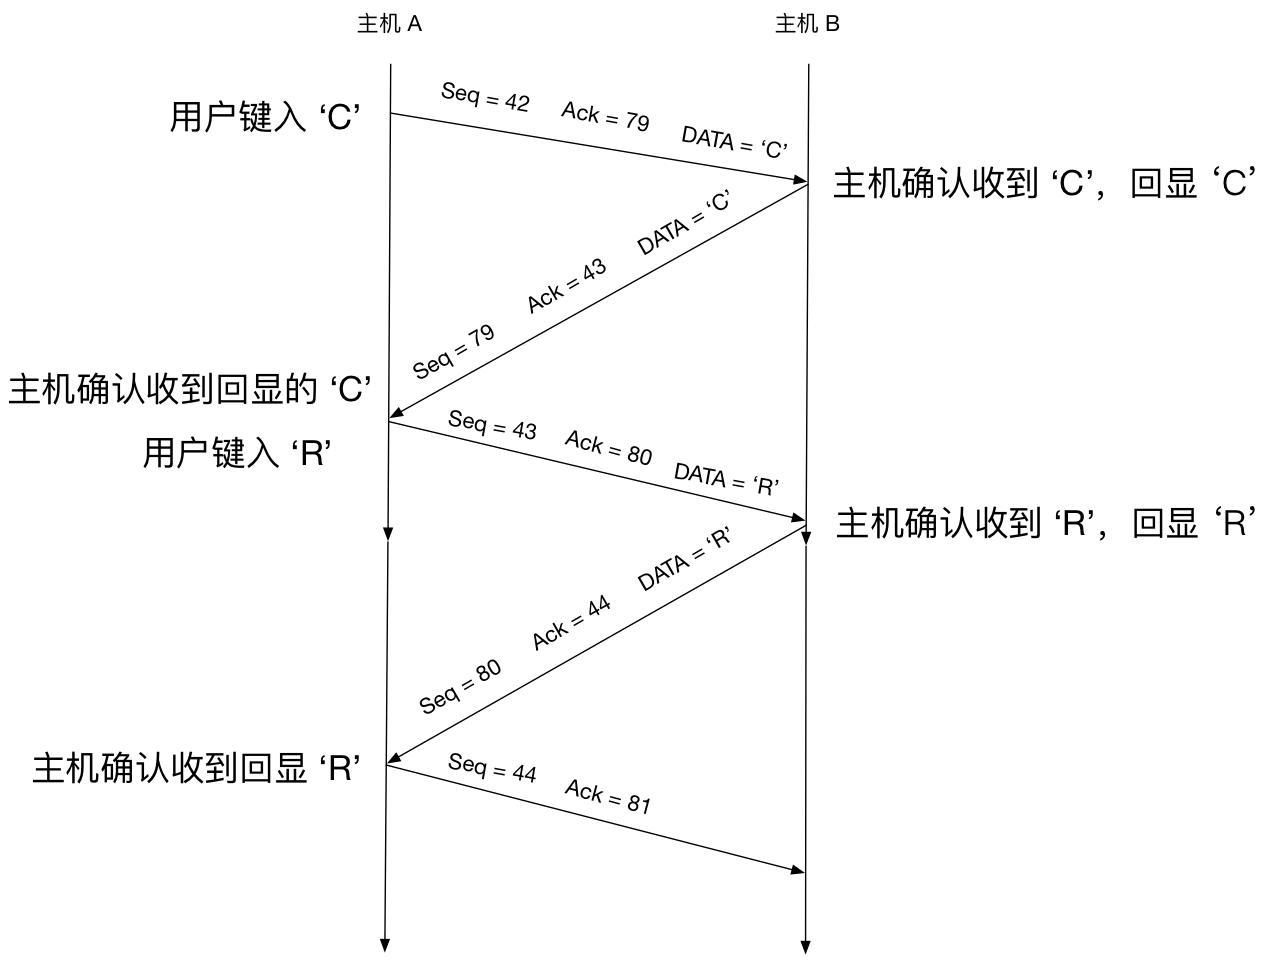 主机 A
主机 B
用户键入 ‘C’
Seq = 42 Ack = 79 DATA = ‘C’
主机确认收到 ‘C’，回显 ‘C’
Seq = 79 Ack = 43 DATA = ‘C’
主机确认收到回显的 ‘C’
用户键入 ‘R’
Seq = 43 Ack = 80 DATA = ‘R’
主机确认收到 ‘R’，回显 ‘R’
Seq = 80 Ack = 44 DATA = ‘R’
主机确认收到回显 ‘R’
Seq = 44 Ack = 81